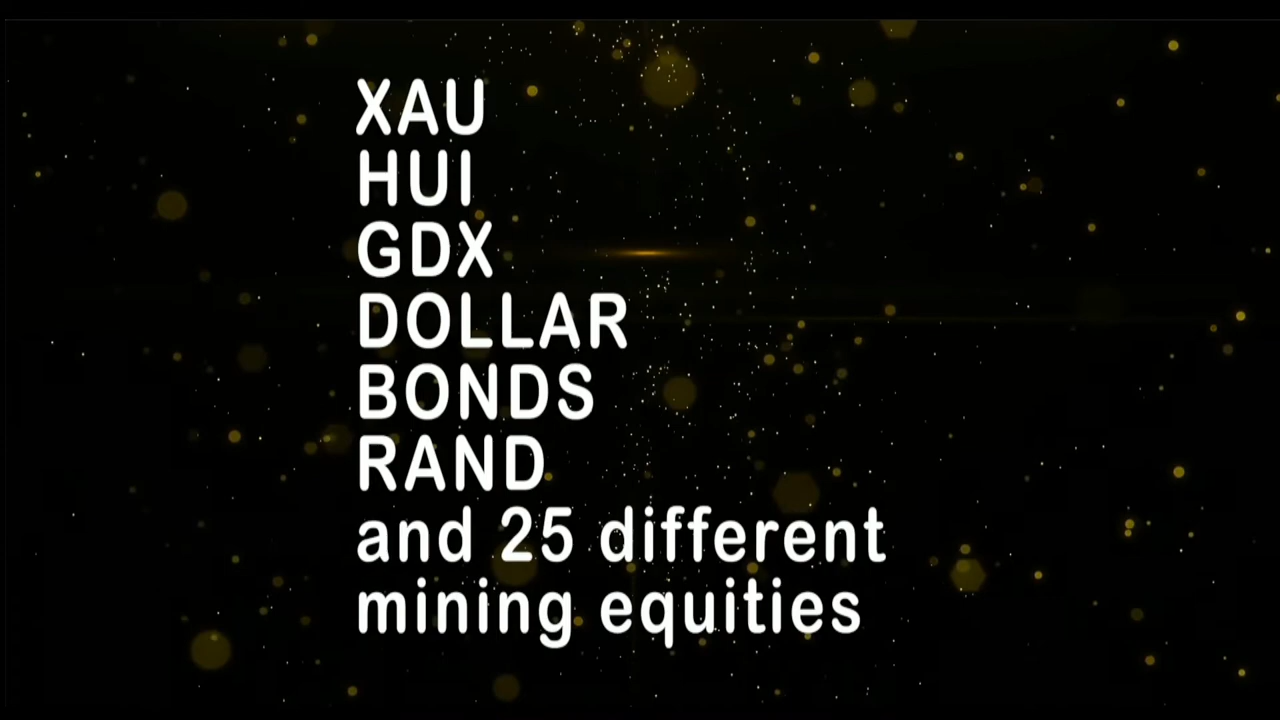 XAU
HUI
GDX
DOLLAR
BONDS
RAND
and 25 different
mining equities